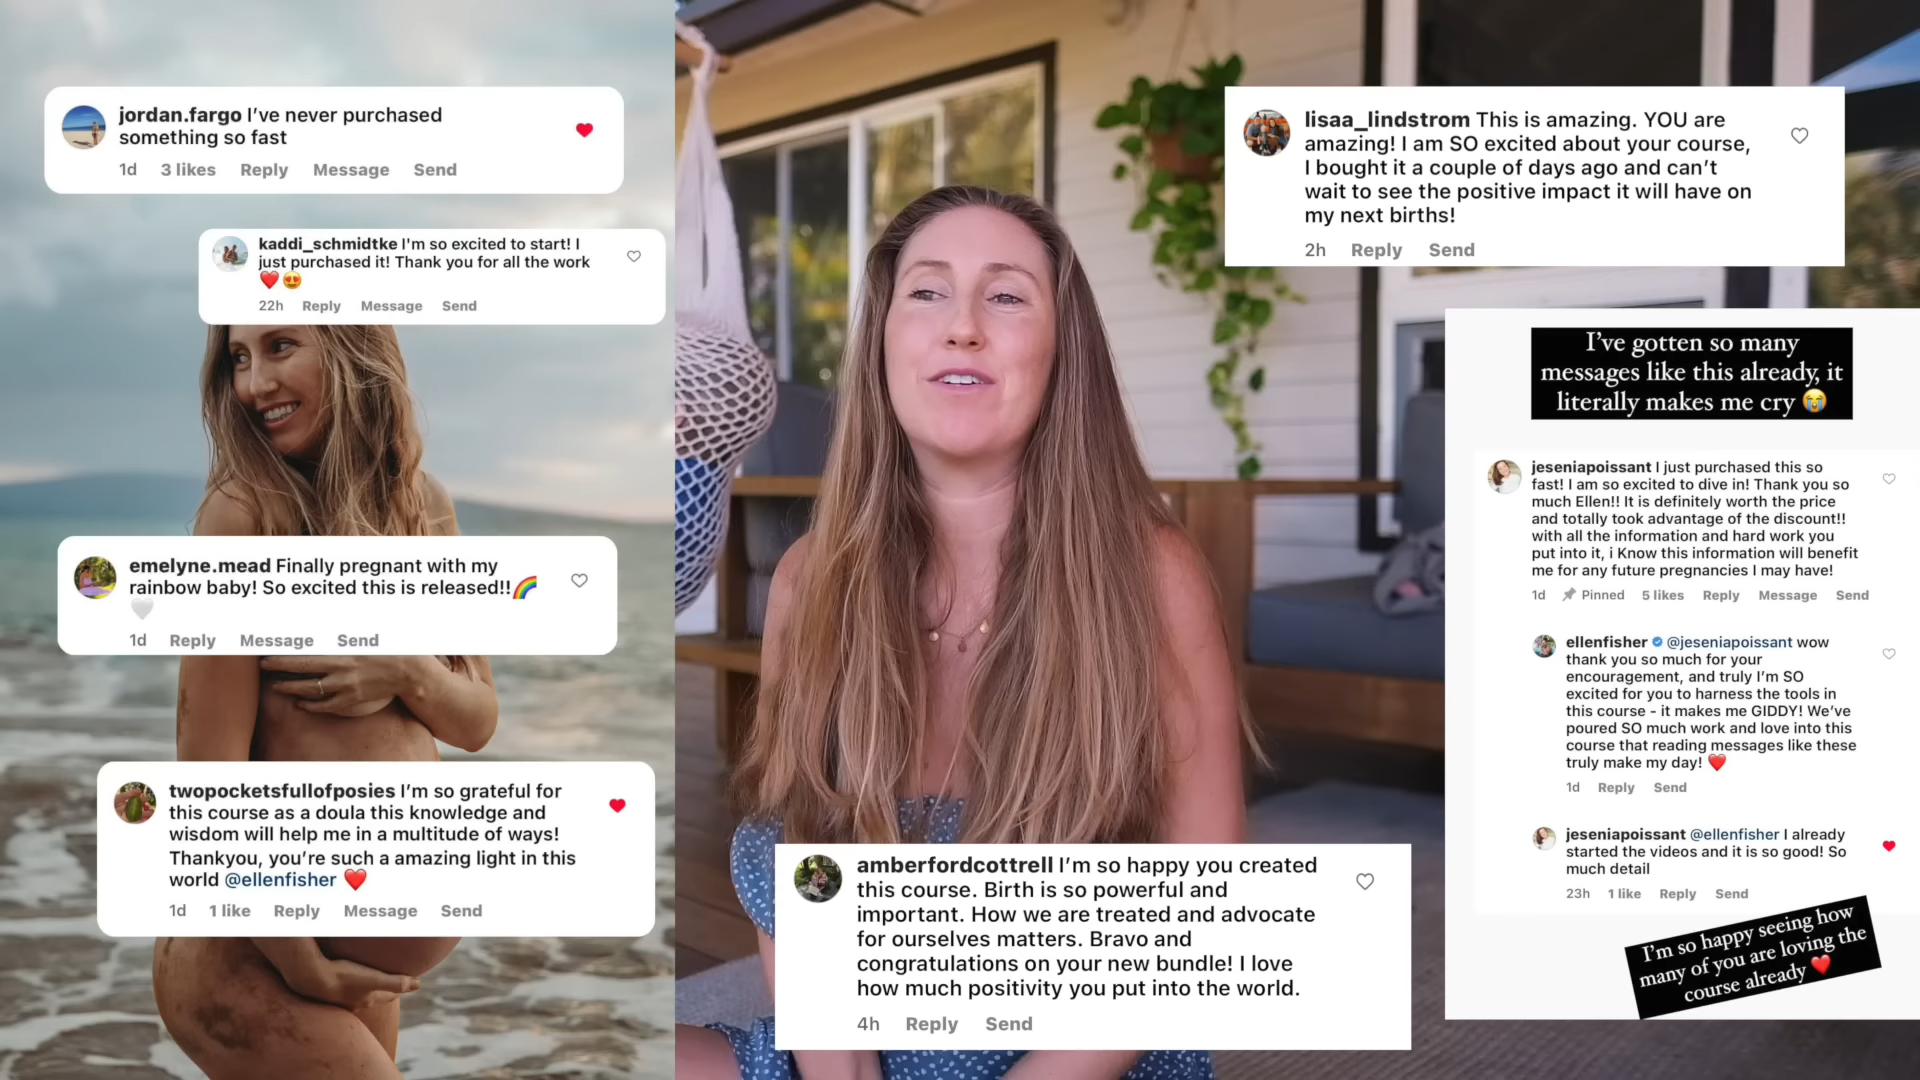 jordan.fargo I've never purchased
something so fast
1d 3 likes Reply Message Send
kaddi_schmidtke I'm so excited to start! I
just purchased it! Thank you for all the work
❤️😍
22h Reply Message Send
emelyne.mead Finally pregnant with my
rainbow baby! So excited this is released!!🌈
🤍
1d Reply Message Send
twopocketsfullofposies I'm so grateful for
this course as a doula this knowledge and
wisdom will help me in a multitude of ways!
Thankyou, you're such a amazing light in this
world @ellenfisher ❤️
1d 1 like Reply Message Send
lisaa_lindstrom This is amazing. YOU are
amazing! I am SO excited about your course,
I bought it a couple of days ago and can't
wait to see the positive impact it will have on
my next births!
2h Reply Send
amberfordcottrell I'm so happy you created
this course. Birth is so powerful and
important. How we are treated and advocate
for ourselves matters. Bravo and
congratulations on your new bundle! I love
how much positivity you put into the world.
4h Reply Send
I've gotten so many
messages like this already, it
literally makes me cry 😭
jeseniapoissant I just purchased this so
fast! I am so excited to dive in! Thank you so
much Ellen!! It is definitely worth the price
and totally took advantage of the discount!!
with all the information and hard work you
put into it, i Know this information will benefit
me for any future pregnancies I may have!
1d Pinned 5 likes Reply Message Send
ellenfisher @jeseniapoissant wow
thank you so much for your
encouragement, and truly I'm SO
excited for you to harness the tools in
this course - it makes me GIDDY! We've
poured SO much work and love into this
course that reading messages like these
truly make my day! ❤️
1d Reply Send
jeseniapoissant @ellenfisher I already
started the videos and it is so good! So
much detail
23h 1 like Reply Send
I'm so happy seeing how
many of you are loving the
course already ❤️